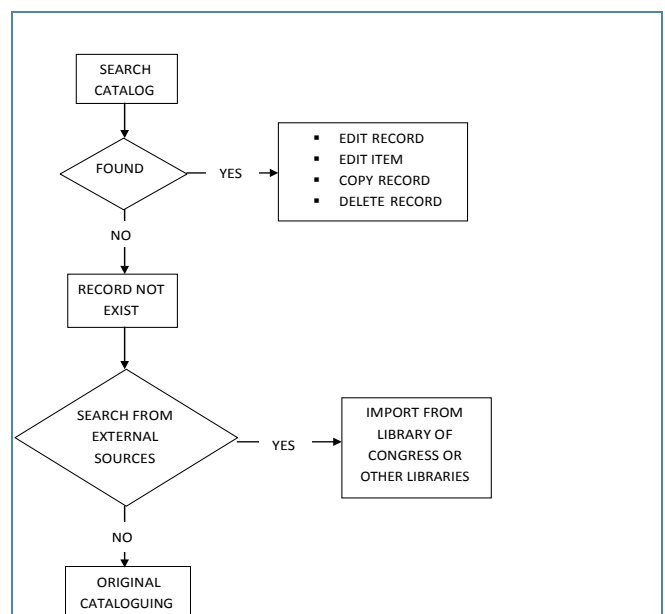 SEARCH
CATALOG
FOUND
YES
▪ EDIT RECORD
▪ EDIT ITEM
▪ COPY RECORD
▪ DELETE RECORD
NO
RECORD NOT
EXIST
SEARCH FROM
EXTERNAL
SOURCES
YES
IMPORT FROM
LIBRARY OF
CONGRESS OR
OTHER LIBRARIES
NO
ORIGINAL
CATALOGUING